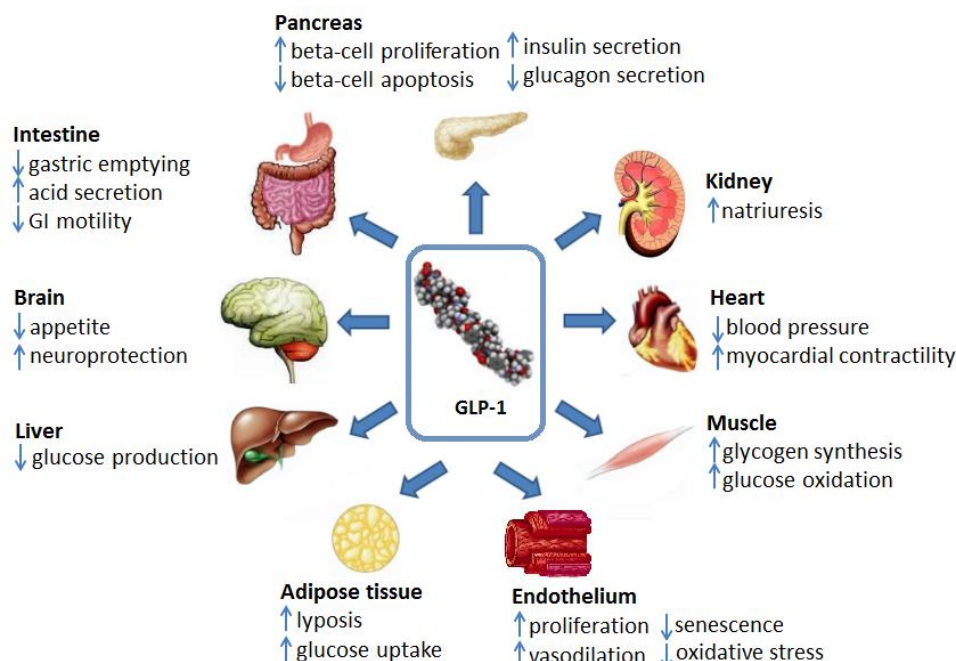 Pancreas
↑ beta-cell proliferation ↑ insulin secretion
↓ beta-cell apoptosis ↓ glucagon secretion
Intestine
↓ gastric emptying
↑ acid secretion
↓ GI motility
Kidney
↑ natriuresis
Brain
↓ appetite
↑ neuroprotection
Heart
↓ blood pressure
↑ myocardial contractility
GLP-1
Liver
↓ glucose production
Muscle
↑ glycogen synthesis
↑ glucose oxidation
Adipose tissue
↑ lyposis
↑ glucose uptake
Endothelium
↑ proliferation ↓ senescence
↑ vasodilation ↓ oxidative stress